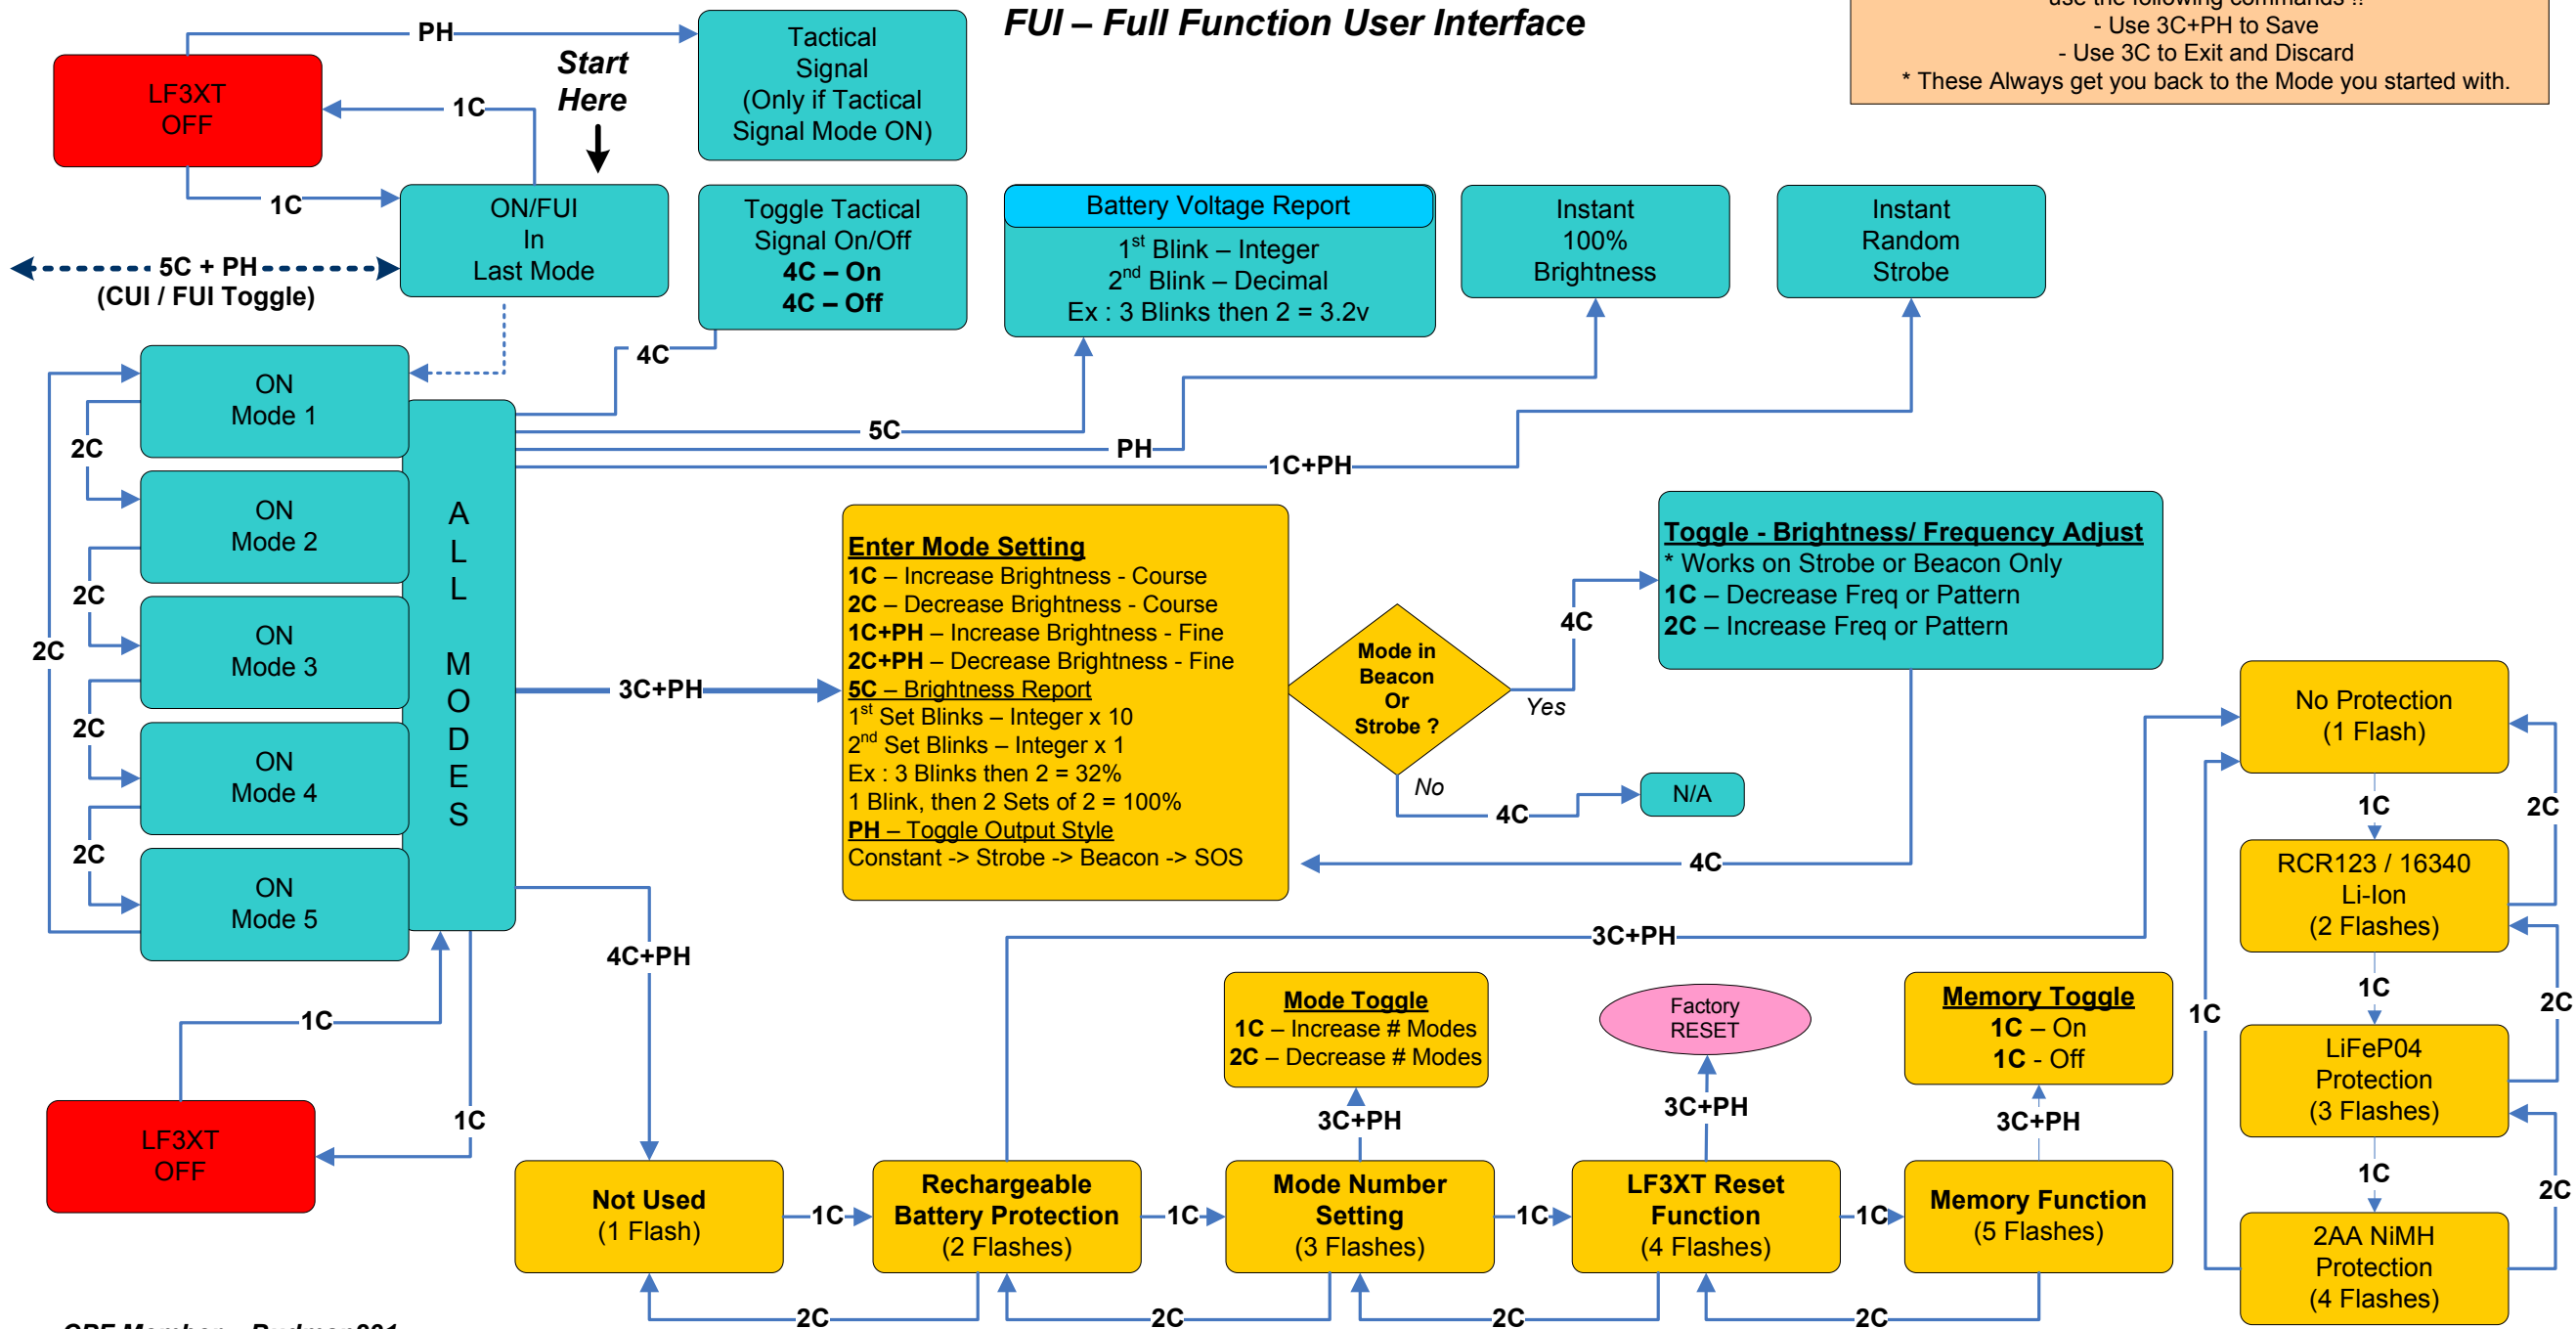 FUI – Full Function User Interface
use the following commands !!
- Use 3C+PH to Save
- Use 3C to Exit and Discard
* These Always get you back to the Mode you started with.
PH
LF3XT
OFF
Start
Here
1C
1C
Tactical
Signal
(Only if Tactical
Signal Mode ON)
ON/FUI
In
Last Mode
5C + PH
(CUI / FUI Toggle)
Toggle Tactical
Signal On/Off
4C – On
4C – Off
Battery Voltage Report
1st Blink – Integer
2nd Blink – Decimal
Ex : 3 Blinks then 2 = 3.2v
Instant
100%
Brightness
Instant
Random
Strobe
4C
5C
PH
1C+PH
ON
Mode 1
2C
ON
Mode 2
2C
ON
Mode 3
2C
2C
ON
Mode 4
2C
ON
Mode 5
ALL MODES
3C+PH
Enter Mode Setting
1C – Increase Brightness - Course
2C – Decrease Brightness - Course
1C+PH – Increase Brightness - Fine
2C+PH – Decrease Brightness - Fine
5C – Brightness Report
1st Set Blinks – Integer x 10
2nd Set Blinks – Integer x 1
Ex : 3 Blinks then 2 = 32%
1 Blink, then 2 Sets of 2 = 100%
PH – Toggle Output Style
Constant -> Strobe -> Beacon -> SOS
Mode in
Beacon
Or
Strobe ?
Yes
4C
No
4C
N/A
Toggle - Brightness/ Frequency Adjust
* Works on Strobe or Beacon Only
1C – Decrease Freq or Pattern
2C – Increase Freq or Pattern
4C
No Protection
(1 Flash)
1C
2C
RCR123 / 16340
Li-Ion
(2 Flashes)
1C
2C
1C
LiFeP04
Protection
(3 Flashes)
1C
2C
2AA NiMH
Protection
(4 Flashes)
4C+PH
3C+PH
1C
LF3XT
OFF
1C
Mode Toggle
1C – Increase # Modes
2C – Decrease # Modes
3C+PH
Factory
RESET
3C+PH
Memory Toggle
1C – On
1C - Off
3C+PH
Not Used
(1 Flash)
1C
Rechargeable
Battery Protection
(2 Flashes)
1C
Mode Number
Setting
(3 Flashes)
1C
LF3XT Reset
Function
(4 Flashes)
1C
Memory Function
(5 Flashes)
2C
2C
2C
2C